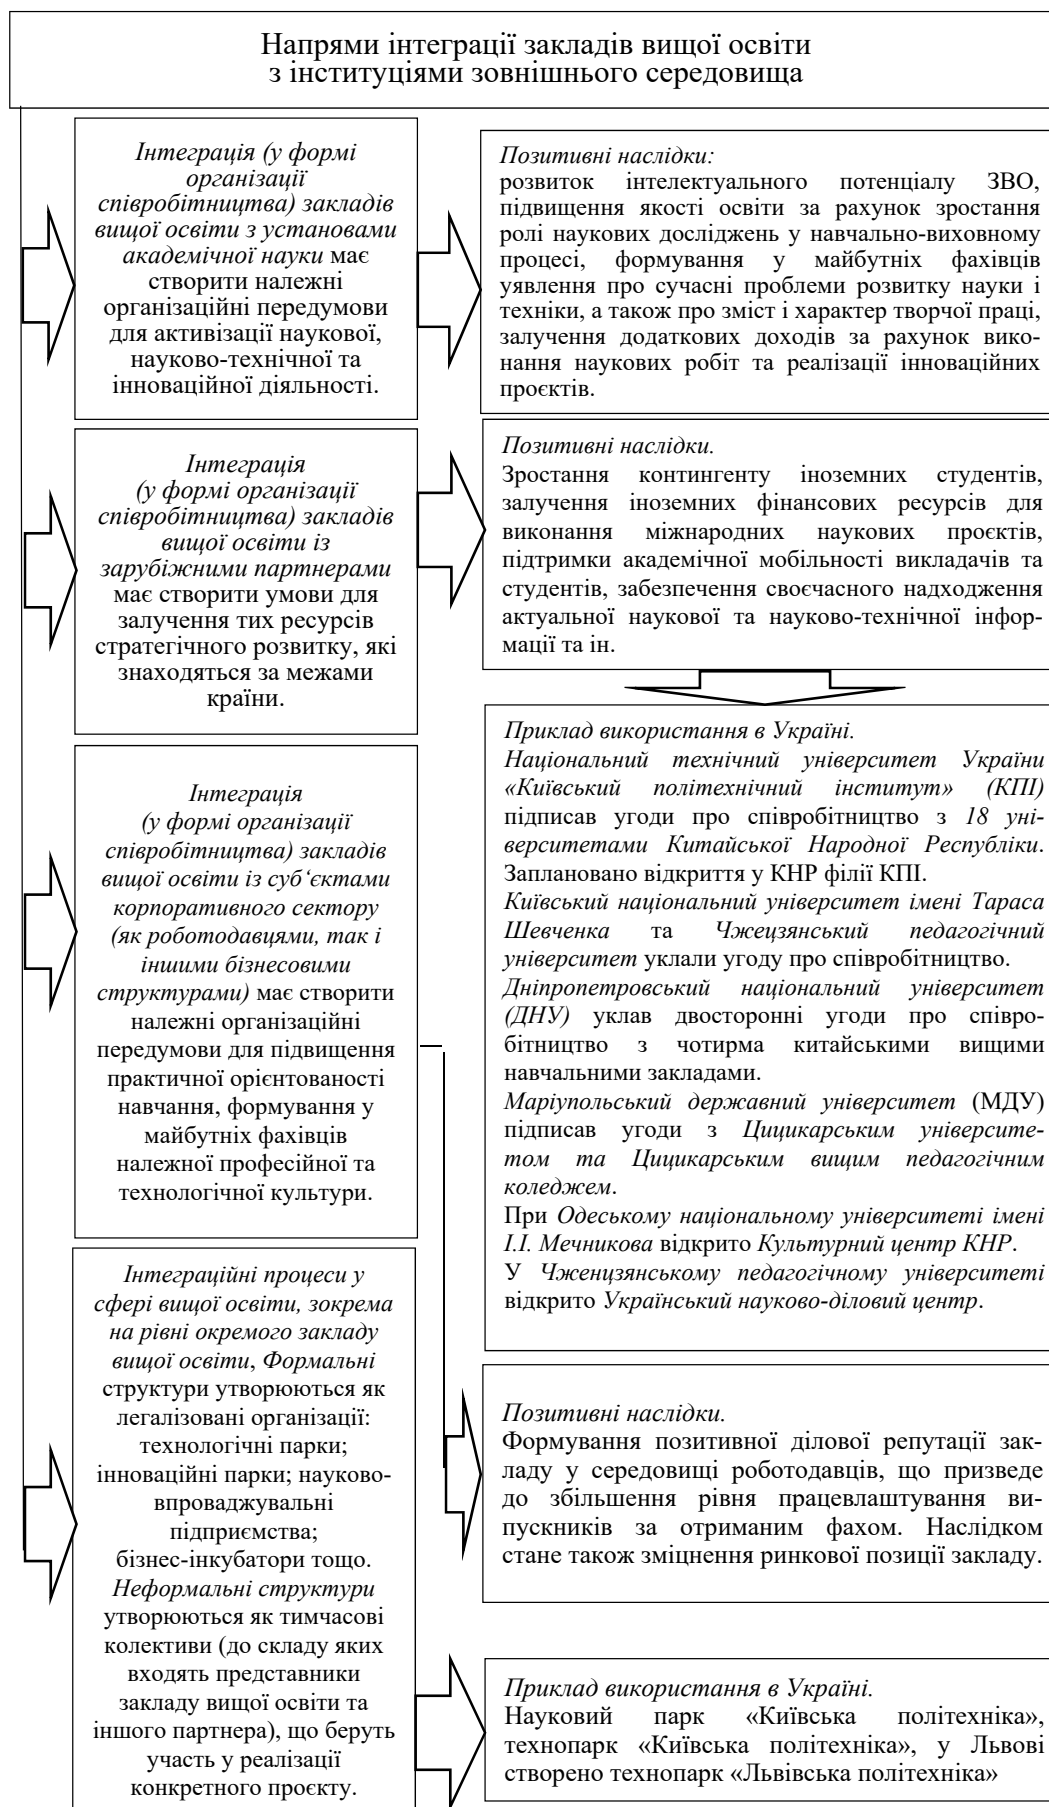 Напрями інтеграції закладів вищої освіти
з інституціями зовнішнього середовища
Інтеграція (у формі
організації
співробітництва) закладів
вищої освіти з установами
академічної науки має
створити належні
організаційні передумови
для активізації наукової,
науково-технічної та
інноваційної діяльності.
Позитивні наслідки:
розвиток інтелектуального потенціалу ЗВО,
підвищення якості освіти за рахунок зростання
ролі наукових досліджень у навчально-виховному
процесі, формування у майбутніх фахівців
уявлення про сучасні проблеми розвитку науки і
техніки, а також про зміст і характер творчої праці,
залучення додаткових доходів за рахунок вико-
нання наукових робіт та реалізації інноваційних
проєктів.
Інтеграція
(у формі організації
співробітництва) закладів
вищої освіти із
зарубіжними партнерами
має створити умови для
залучення тих ресурсів
стратегічного розвитку, які
знаходяться за межами
країни.
Позитивні наслідки.
Зростання контингенту іноземних студентів,
залучення іноземних фінансових ресурсів для
виконання міжнародних наукових проєктів,
підтримки академічної мобільності викладачів та
студентів, забезпечення своєчасного надходження
актуальної наукової та науково-технічної інфор-
мації та ін.
Приклад використання в Україні.
Національний технічний університет України
«Київський політехнічний інститут» (КПІ)
підписав угоди про співробітництво з 18 уні-
верситетами Китайської Народної Республіки.
Заплановано відкриття у КНР філії КПІ.
Київський національний університет імені Тараса
Шевченка та Чжецзянський педагогічний
університет уклали угоду про співробітництво.
Дніпропетровський національний університет
(ДНУ) уклав двосторонні угоди про співро-
бітництво з чотирма китайськими вищими
навчальними закладами.
Маріупольський державний університет (МДУ)
підписав угоди з Цицикарським університе-
том та Цицикарським вищим педагогічним
коледжем.
При Одеському національному університеті імені
І.І. Мечникова відкрито Культурний центр КНР.
У Чженцзянському педагогічному університеті
відкрито Український науково-діловий центр.
Інтеграція
(у формі організації
співробітництва) закладів
вищої освіти із суб‘єктами
корпоративного сектору
(як роботодавцями, так і
іншими бізнесовими
структурами) має створити
належні організаційні
передумови для підвищення
практичної орієнтованості
навчання, формування у
майбутніх фахівців
належної професійної та
технологічної культури.
Позитивні наслідки.
Формування позитивної ділової репутації зак-
ладу у середовищі роботодавців, що призведе
до збільшення рівня працевлаштування ви-
пускників за отриманим фахом. Наслідком
стане також зміцнення ринкової позиції закладу.
Інтеграційні процеси у
сфері вищої освіти, зокрема
на рівні окремого закладу
вищої освіти, Формальні
структури утворюються як
легалізовані організації:
технологічні парки;
інноваційні парки; науково-
впроваджувальні
підприємства;
бізнес-інкубатори тощо.
Неформальні структури
утворюються як тимчасові
колективи (до складу яких
входять представники
закладу вищої освіти та
іншого партнера), що беруть
участь у реалізації
конкретного проєкту.
Приклад використання в Україні.
Науковий парк «Київська політехніка»,
технопарк «Київська політехніка», у Львові
створено технопарк «Львівська політехніка»